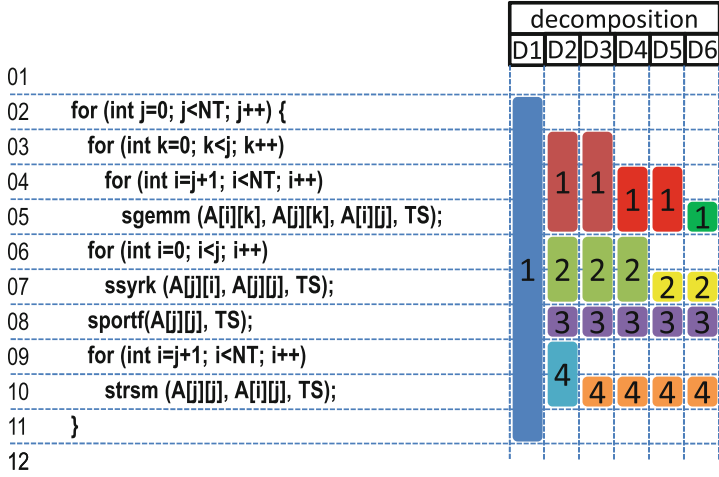 decomposition
D1 D2 D3 D4 D5 D6
01
02 for (int j=0; j<NT; j++) {
03 for (int k=0; k<j; k++)
04 for (int i=j+1; i<NT; i++) 1 1 1 1
05 sgemm (A[i][k], A[j][k], A[i][j], TS); 1
06 for (int i=0; i<j; i++) 1 2 2 2
07 ssyrk (A[j][i], A[j][j], TS); 2 2
08 sportf(A[j][j], TS); 3 3 3 3 3
09 for (int i=j+1; i<NT; i++) 4
10 strsm (A[j][j], A[i][j], TS); 4 4 4 4
11 }
12